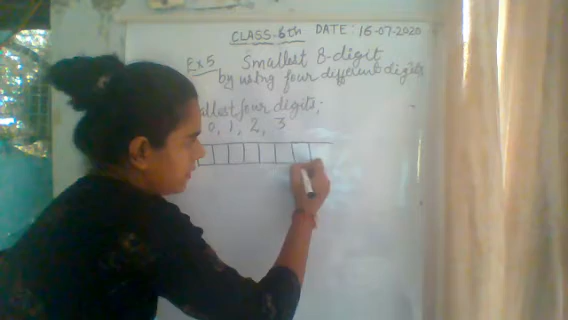 CLASS-6th DATE: 16-07-2020
Ex 5 Smallest 8-digit
by using four different digits
allest four digits;
0, 1, 2, 3